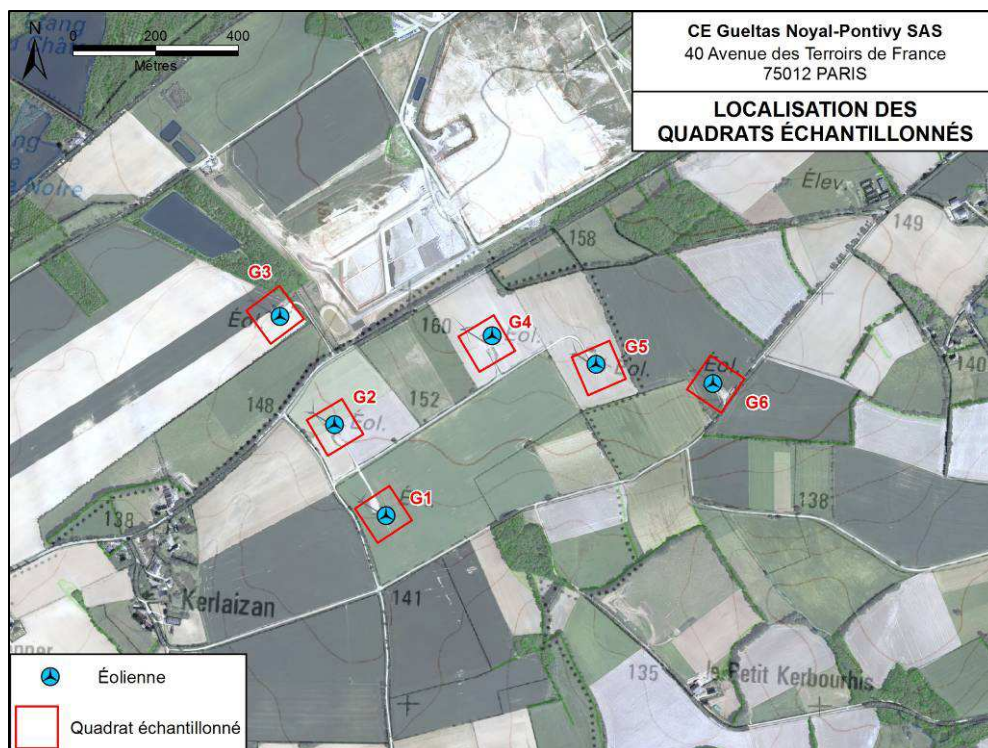 Étang
N
0 200 400
Mètres
CE Gueltas Noyal-Pontivy SAS
40 Avenue des Terroirs de France
75012 PARIS
LOCALISATION DES
QUADRATS ÉCHANTILLONNÉS
Noire
Élev.
149
158
G3
Éol.
160
G4
Éol.
G5
Éol.
Éol.
G6
140
148
G2
152
Éol.
G1
138
138
Kerlaizan
141
135
le Petit Kerbourhis
Éolienne
Quadrat échantillonné